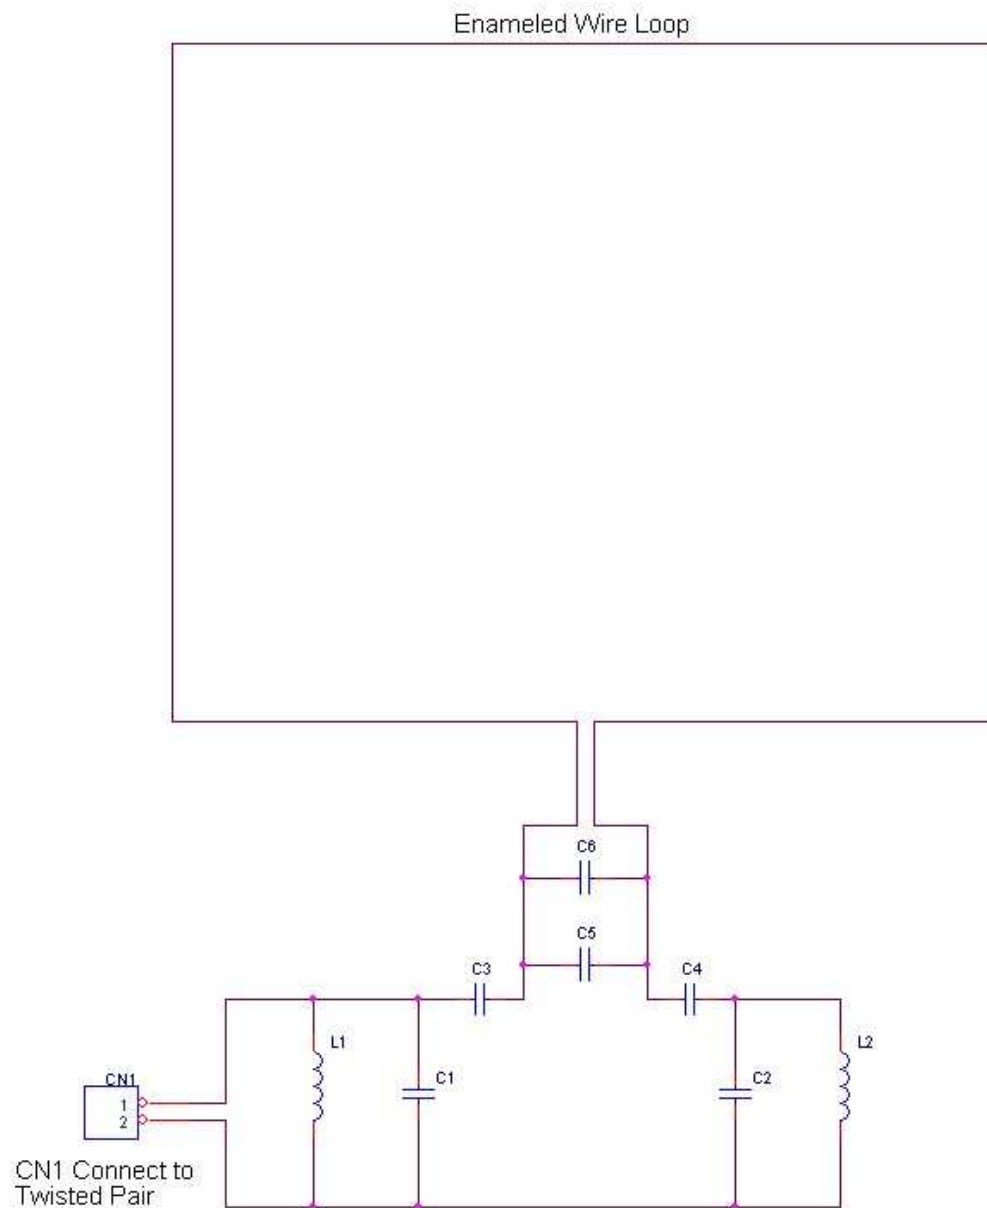 Enameled Wire Loop
C6
C5
C3
C4
L1
L2
C1
C2
CN1
1
2
CN1 Connect to
Twisted Pair